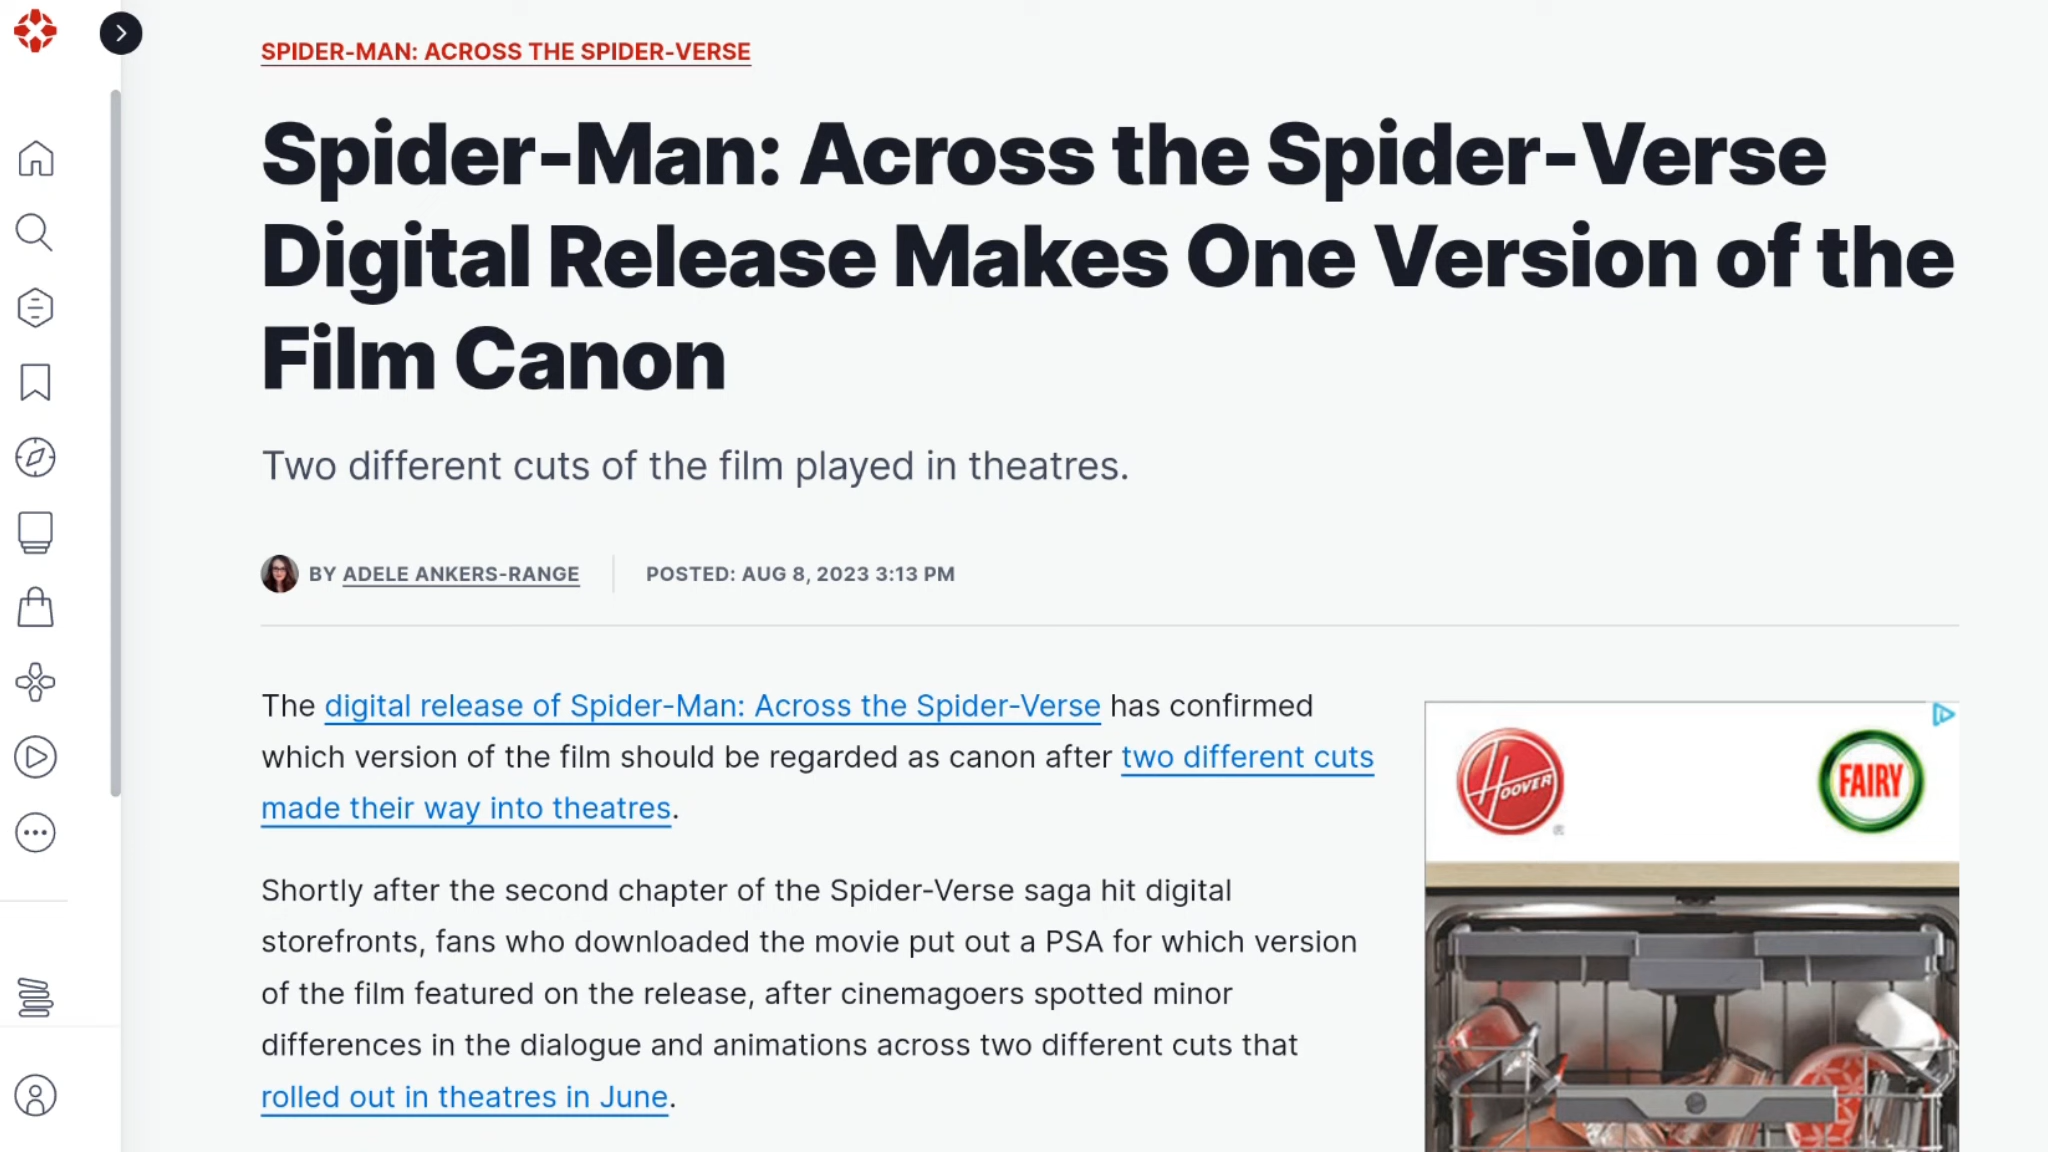 SPIDER-MAN: ACROSS THE SPIDER-VERSE
Spider-Man: Across the Spider-Verse
Digital Release Makes One Version of the
Film Canon
Two different cuts of the film played in theatres.
BY ADELE ANKERS-RANGE
POSTED: AUG 8, 2023 3:13 PM
The digital release of Spider-Man: Across the Spider-Verse has confirmed
which version of the film should be regarded as canon after two different cuts
made their way into theatres.
Shortly after the second chapter of the Spider-Verse saga hit digital
storefronts, fans who downloaded the movie put out a PSA for which version
of the film featured on the release, after cinemagoers spotted minor
differences in the dialogue and animations across two different cuts that
rolled out in theatres in June.
HOOVER ®
FAIRY